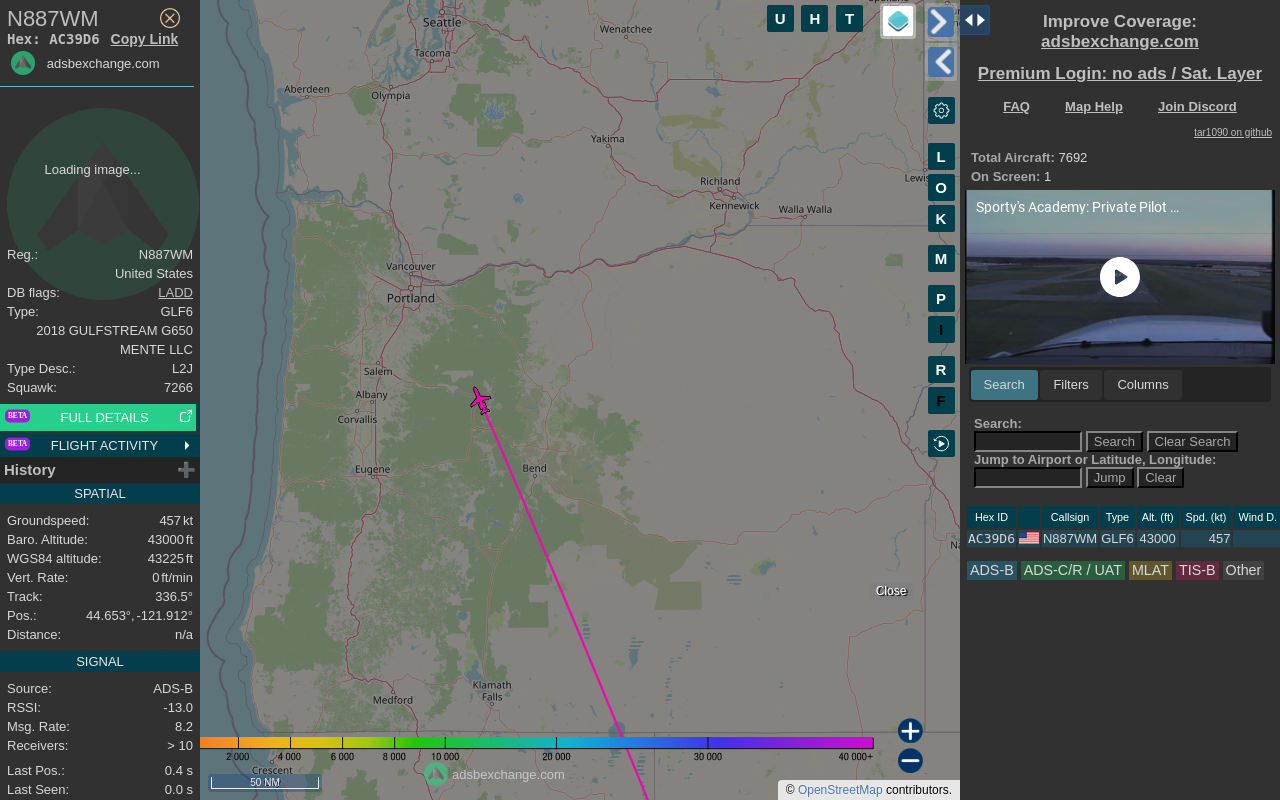 N887WM
Hex: AC39D6 Copy Link
adsbexchange.com
Loading image...
Reg.: N887WM
United States
DB flags: LADD
Type: GLF6
2018 GULFSTREAM G650
MENTE LLC
Type Desc.: L2J
Squawk: 7266
BETA FULL DETAILS
BETA FLIGHT ACTIVITY
History
SPATIAL
Groundspeed: 457 kt
Baro. Altitude: 43000 ft
WGS84 altitude: 43225 ft
Vert. Rate: 0 ft/min
Track: 336.5°
Pos.: 44.653°, -121.912°
Distance: n/a
SIGNAL
Source: ADS-B
RSSI: -13.0
Msg. Rate: 8.2
Receivers: > 10
Last Pos.: 0.4 s
Last Seen: 0.0 s
Seattle
Wenatchee
Tacoma
Aberdeen
Olympia
Yakima
Richland
Kennewick
Walla Walla
Lewis
Vancouver
Portland
Salem
Albany
Corvallis
Eugene
Bend
Na
Close
Klamath
Falls
Medford
2 000 4 000 6 000 8 000 10 000 20 000 30 000 40 000+
Crescent
50 NM
adsbexchange.com
© OpenStreetMap contributors.
U H T
L
O
K
M
P
I
R
F
Improve Coverage:
adsbexchange.com
Premium Login: no ads / Sat. Layer
FAQ Map Help Join Discord
tar1090 on github
Total Aircraft: 7692
On Screen: 1
Sporty's Academy: Private Pilot ...
Search Filters Columns
Search:
Search Clear Search
Jump to Airport or Latitude, Longitude:
Jump Clear
Hex ID Callsign Type Alt. (ft) Spd. (kt) Wind D.
AC39D6 N887WM GLF6 43000 457
ADS-B ADS-C/R / UAT MLAT TIS-B Other